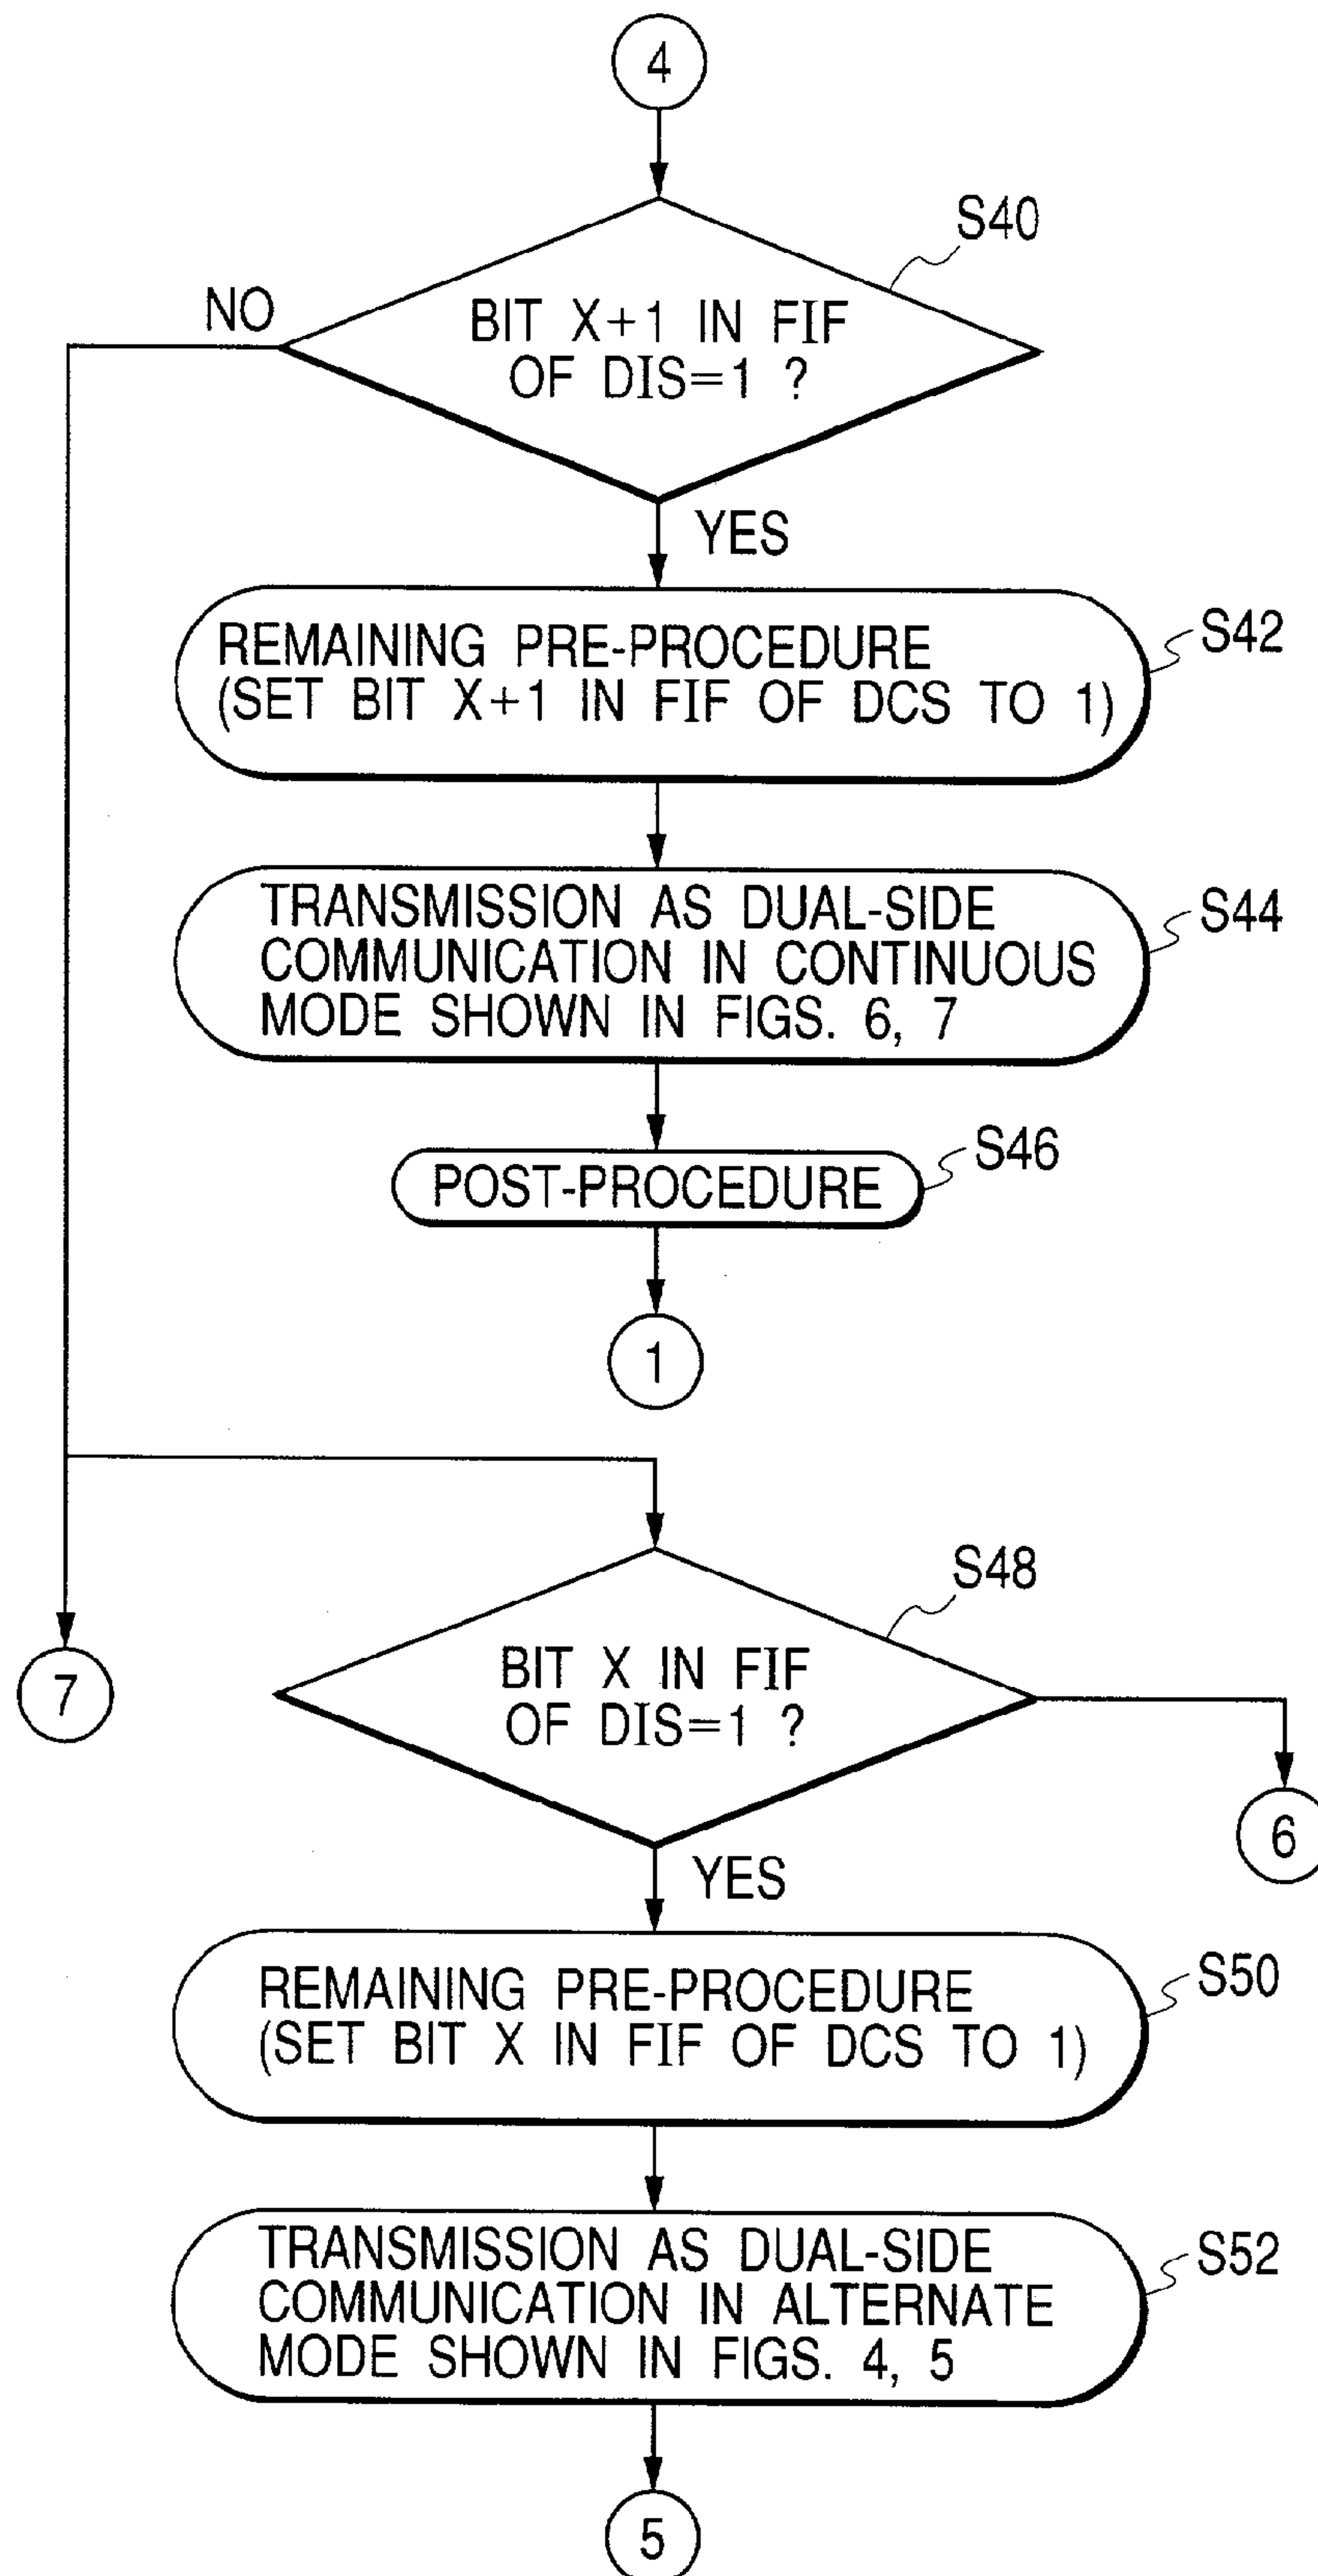 4
S40
NO
BIT X+1 IN FIF
OF DIS=1 ?
YES
REMAINING PRE-PROCEDURE
(SET BIT X+1 IN FIF OF DCS TO 1)
S42
TRANSMISSION AS DUAL-SIDE
COMMUNICATION IN CONTINUOUS
MODE SHOWN IN FIGS. 6, 7
S44
POST-PROCEDURE
S46
1
S48
BIT X IN FIF
OF DIS=1 ?
7
6
YES
REMAINING PRE-PROCEDURE
(SET BIT X IN FIF OF DCS TO 1)
S50
TRANSMISSION AS DUAL-SIDE
COMMUNICATION IN ALTERNATE
MODE SHOWN IN FIGS. 4, 5
S52
5